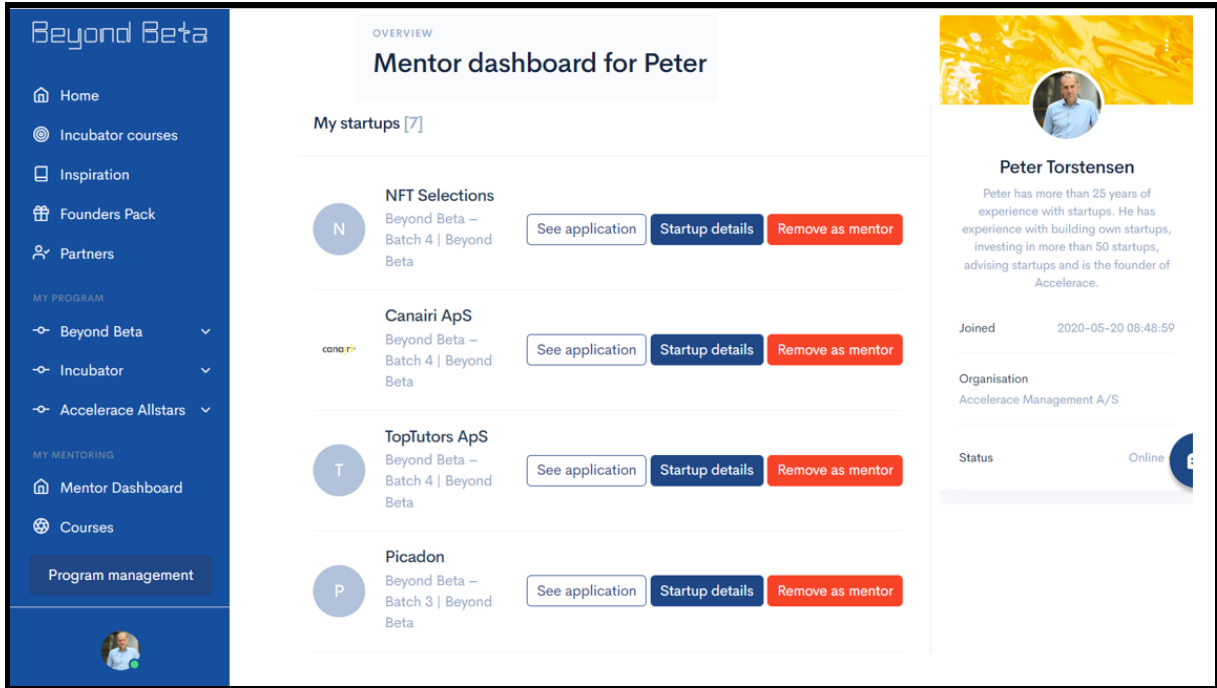 Beyond Beta
Home
Incubator courses
Inspiration
Founders Pack
Partners
MY PROGRAM
Beyond Beta
Incubator
Accelerace Allstars
MY MENTORING
Mentor Dashboard
Courses
Program management
OVERVIEW
Mentor dashboard for Peter
My startups [7]
N
NFT Selections
Beyond Beta –
Batch 4 | Beyond
Beta
See application
Startup details
Remove as mentor
canairi
Canairi ApS
Beyond Beta –
Batch 4 | Beyond
Beta
See application
Startup details
Remove as mentor
T
TopTutors ApS
Beyond Beta –
Batch 4 | Beyond
Beta
See application
Startup details
Remove as mentor
P
Picadon
Beyond Beta –
Batch 3 | Beyond
Beta
See application
Startup details
Remove as mentor
Peter Torstensen
Peter has more than 25 years of
experience with startups. He has
experience with building own startups,
investing in more than 50 startups,
advising startups and is the founder of
Accelerace.
Joined 2020-05-20 08:48:59
Organisation
Accelerace Management A/S
Status Online